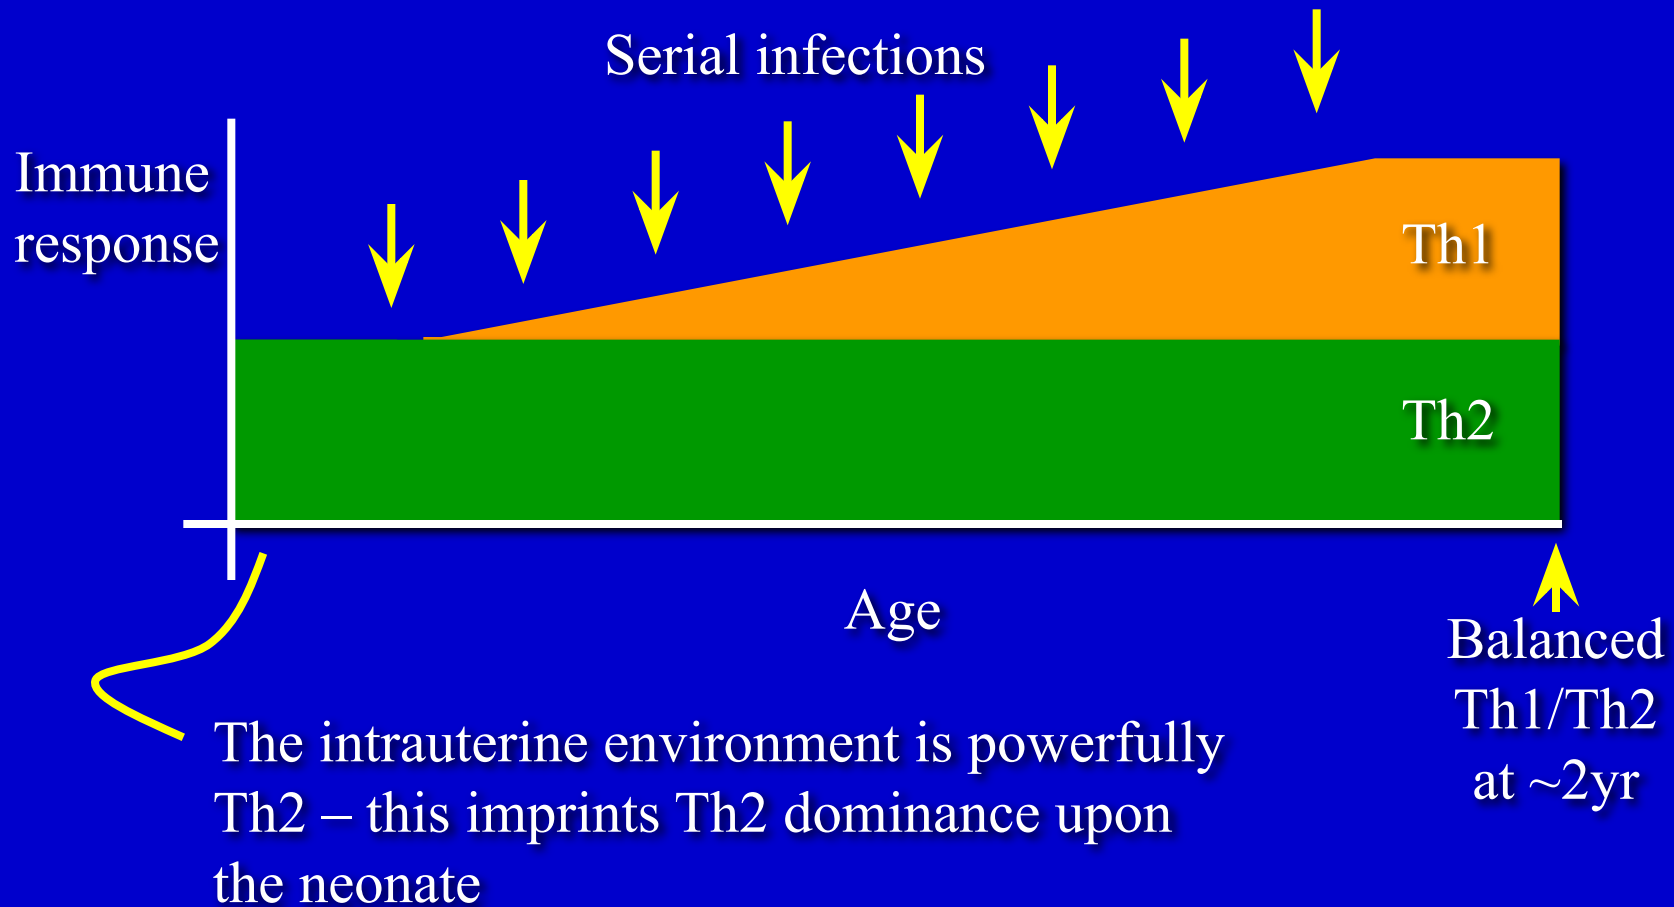 Serial infections
Immune
response
Th1
Th2
Age
Balanced
Th1/Th2
at ~2yr
The intrauterine environment is powerfully
Th2 – this imprints Th2 dominance upon
the neonate